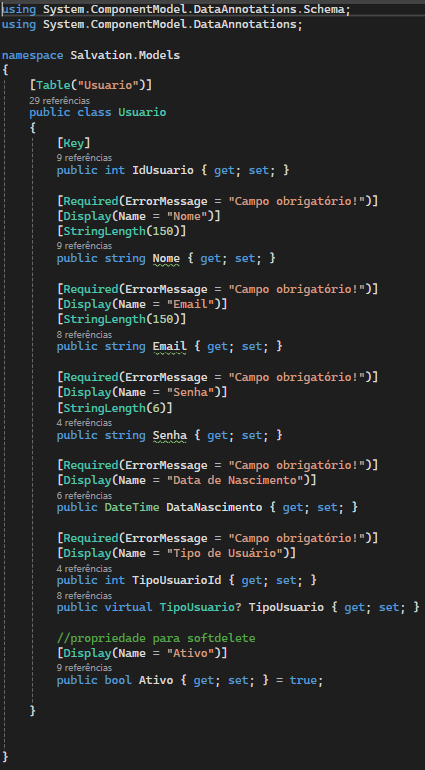 using System.ComponentModel.DataAnnotations.Schema;
using System.ComponentModel.DataAnnotations;
namespace Salvation.Models
{
[Table("Usuario")]
29 referências
public class Usuario
{
[Key]
9 referências
public int IdUsuario { get; set; }
[Required(ErrorMessage = "Campo obrigatório!")]
[Display(Name = "Nome")]
[StringLength(150)]
9 referências
public string Nome { get; set; }
[Required(ErrorMessage = "Campo obrigatório!")]
[Display(Name = "Email")]
[StringLength(150)]
8 referências
public string Email { get; set; }
[Required(ErrorMessage = "Campo obrigatório!")]
[Display(Name = "Senha")]
[StringLength(6)]
4 referências
public string Senha { get; set; }
[Required(ErrorMessage = "Campo obrigatório!")]
[Display(Name = "Data de Nascimento")]
6 referências
public DateTime DataNascimento { get; set; }
[Required(ErrorMessage = "Campo obrigatório!")]
[Display(Name = "Tipo de Usuário")]
4 referências
public int TipoUsuarioId { get; set; }
8 referências
public virtual TipoUsuario? TipoUsuario { get; set; }
//propriedade para softdelete
[Display(Name = "Ativo")]
9 referências
public bool Ativo { get; set; } = true;
}
}